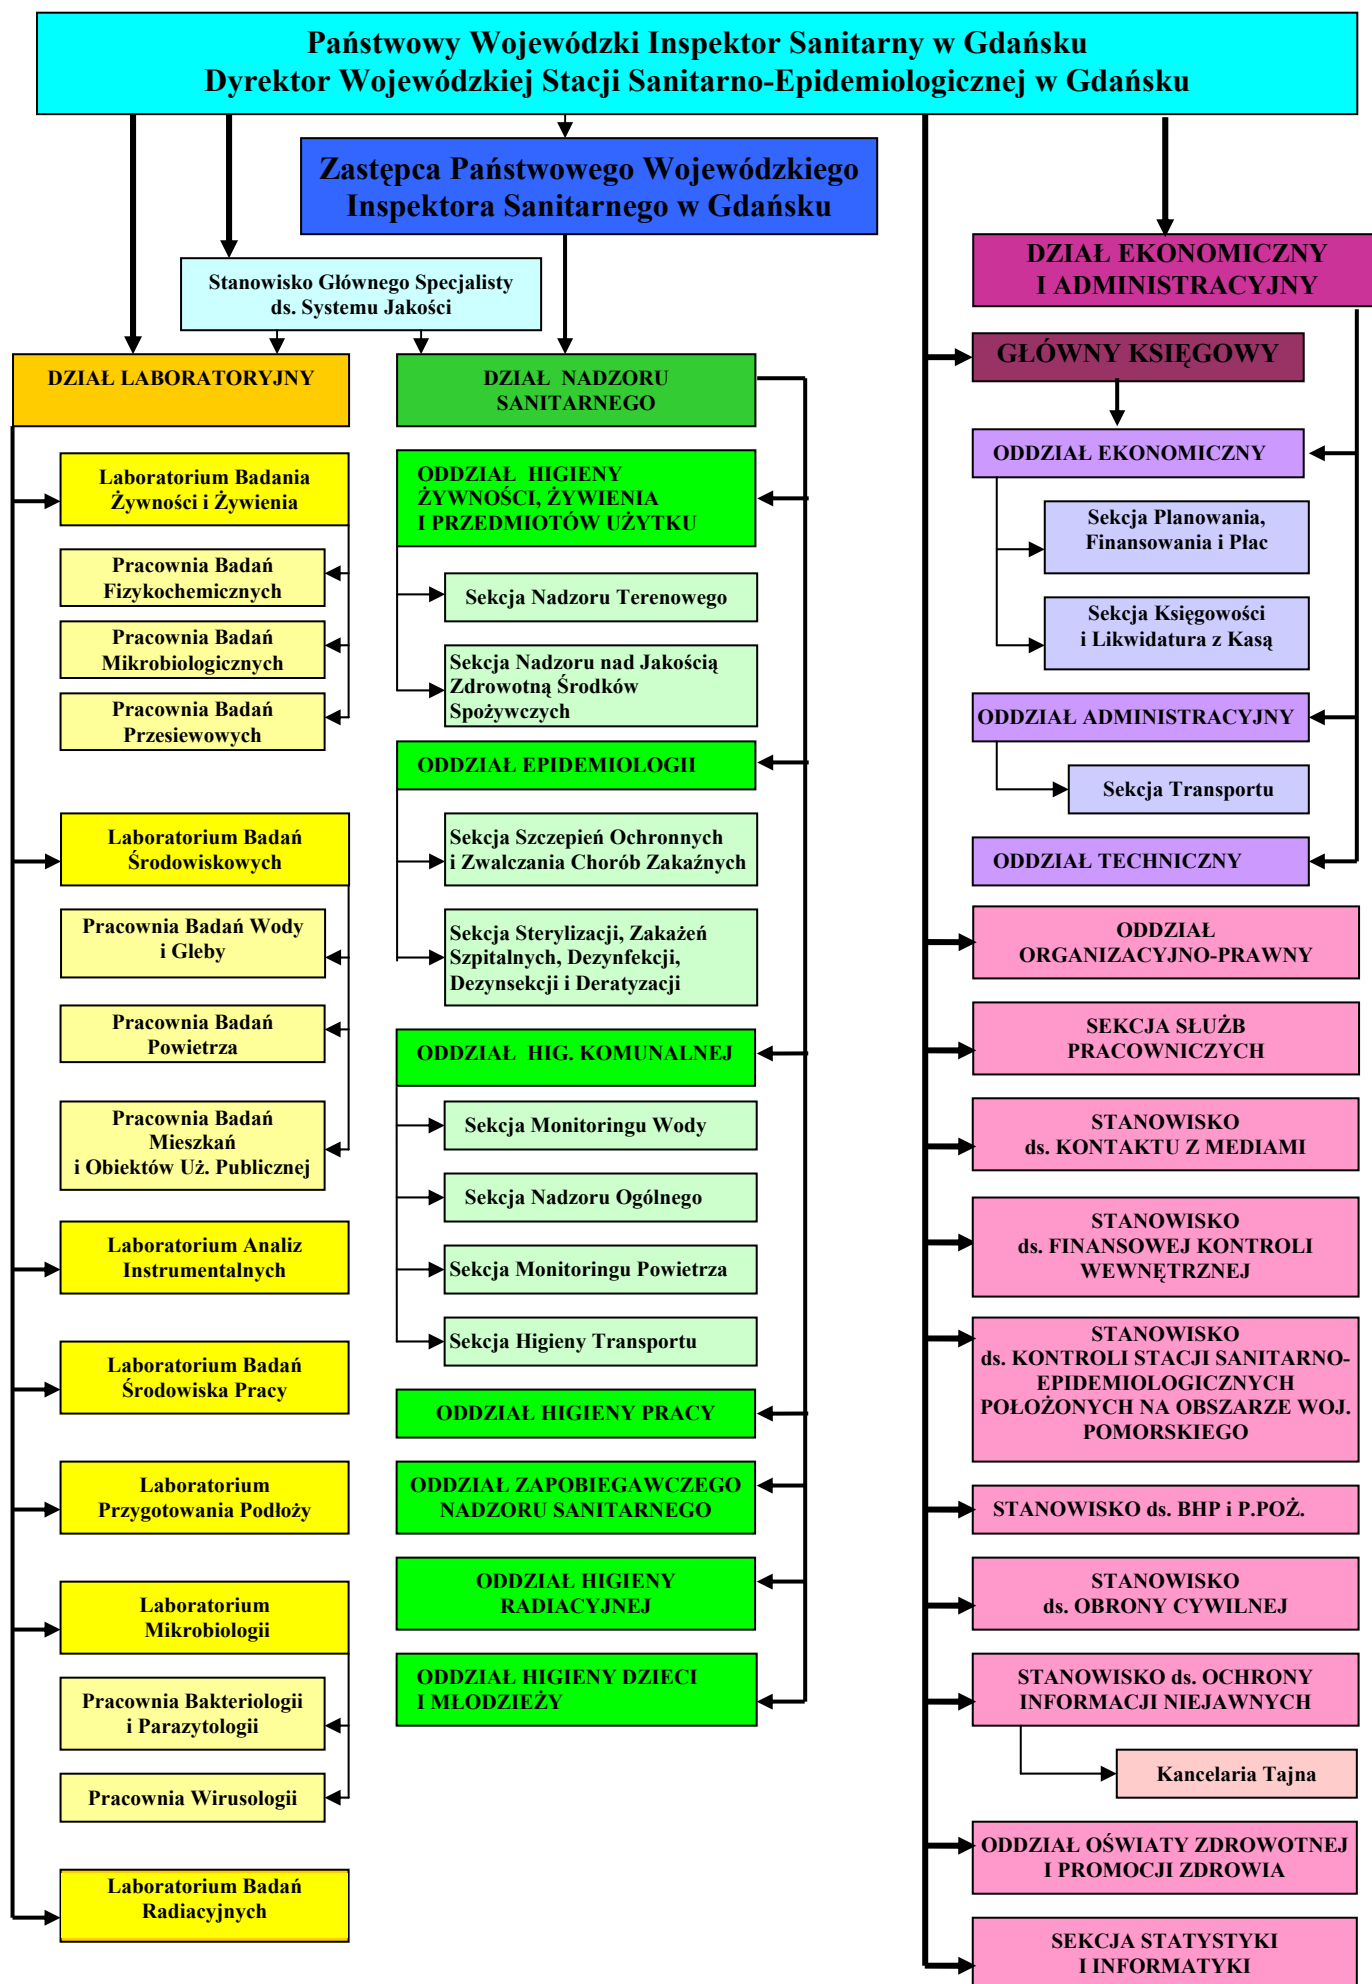 Państwowy Wojewódzki Inspektor Sanitarny w Gdańsku
Dyrektor Wojewódzkiej Stacji Sanitarno-Epidemiologicznej w Gdańsku
Zastępca Państwowego Wojewódzkiego
Inspektora Sanitarnego w Gdańsku
Stanowisko Głównego Specjalisty
ds. Systemu Jakości
DZIAŁ LABORATORYJNY
Laboratorium Badania
Żywności i Żywienia
Pracownia Badań
Fizykochemicznych
Pracownia Badań
Mikrobiologicznych
Pracownia Badań
Przesiewowych
Laboratorium Badań
Środowiskowych
Pracownia Badań Wody
i Gleby
Pracownia Badań
Powietrza
Pracownia Badań
Mieszkań
i Obiektów Uż. Publicznej
Laboratorium Analiz
Instrumentalnych
Laboratorium Badań
Środowiska Pracy
Laboratorium
Przygotowania Podłoży
Laboratorium
Mikrobiologii
Pracownia Bakteriologii
i Parazytologii
Pracownia Wirusologii
Laboratorium Badań
Radiacyjnych
DZIAŁ NADZORU
SANITARNEGO
ODDZIAŁ HIGIENY
ŻYWNOŚCI, ŻYWIENIA
I PRZEDMIOTÓW UŻYTKU
Sekcja Nadzoru Terenowego
Sekcja Nadzoru nad Jakością
Zdrowotną Środków
Spożywczych
ODDZIAŁ EPIDEMIOLOGII
Sekcja Szczepień Ochronnych
i Zwalczania Chorób Zakaźnych
Sekcja Sterylizacji, Zakażeń
Szpitalnych, Dezynfekcji,
Dezynsekcji i Deratyzacji
ODDZIAŁ HIG. KOMUNALNEJ
Sekcja Monitoringu Wody
Sekcja Nadzoru Ogólnego
Sekcja Monitoringu Powietrza
Sekcja Higieny Transportu
ODDZIAŁ HIGIENY PRACY
ODDZIAŁ ZAPOBIEGAWCZEGO
NADZORU SANITARNEGO
ODDZIAŁ HIGIENY
RADIACYJNEJ
ODDZIAŁ HIGIENY DZIECI
I MŁODZIEŻY
DZIAŁ EKONOMICZNY
I ADMINISTRACYJNY
GŁÓWNY KSIĘGOWY
ODDZIAŁ EKONOMICZNY
Sekcja Planowania,
Finansowania i Płac
Sekcja Księgowości
i Likwidatura z Kasą
ODDZIAŁ ADMINISTRACYJNY
Sekcja Transportu
ODDZIAŁ TECHNICZNY
ODDZIAŁ
ORGANIZACYJNO-PRAWNY
SEKCJA SŁUŻB
PRACOWNICZYCH
STANOWISKO
ds. KONTAKTU Z MEDIAMI
STANOWISKO
ds. FINANSOWEJ KONTROLI
WEWNĘTRZNEJ
STANOWISKO
ds. KONTROLI STACJI SANITARNO-
EPIDEMIOLOGICZNYCH
POŁOŻONYCH NA OBSZARZE WOJ.
POMORSKIEGO
STANOWISKO ds. BHP i P.POŻ.
STANOWISKO
ds. OBRONY CYWILNEJ
STANOWISKO ds. OCHRONY
INFORMACJI NIEJAWNYCH
Kancelaria Tajna
ODDZIAŁ OŚWIATY ZDROWOTNEJ
I PROMOCJI ZDROWIA
SEKCJA STATYSTYKI
I INFORMATYKI